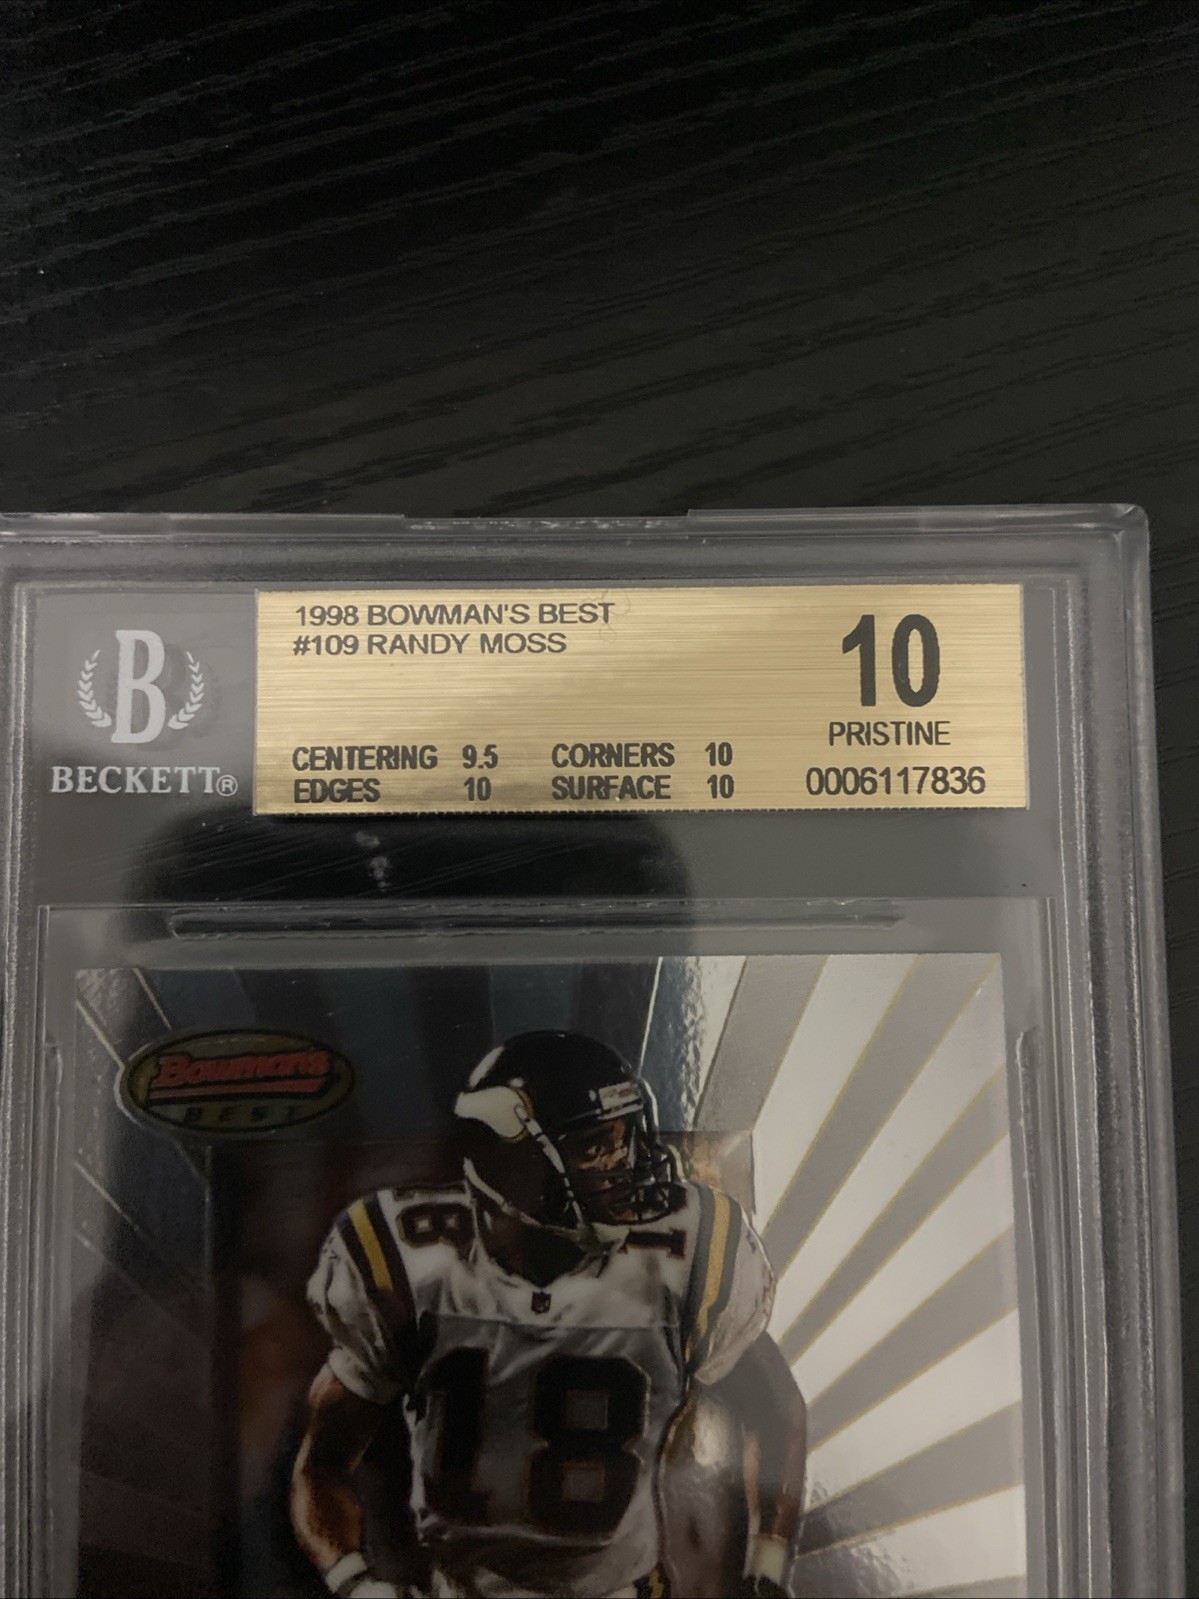 1998 BOWMAN'S BEST
#109 RANDY MOSS
10
PRISTINE
B
BECKETT®
CENTERING 9.5 CORNERS 10
EDGES 10 SURFACE 10
0006117836
Bowman's
BEST
18
18